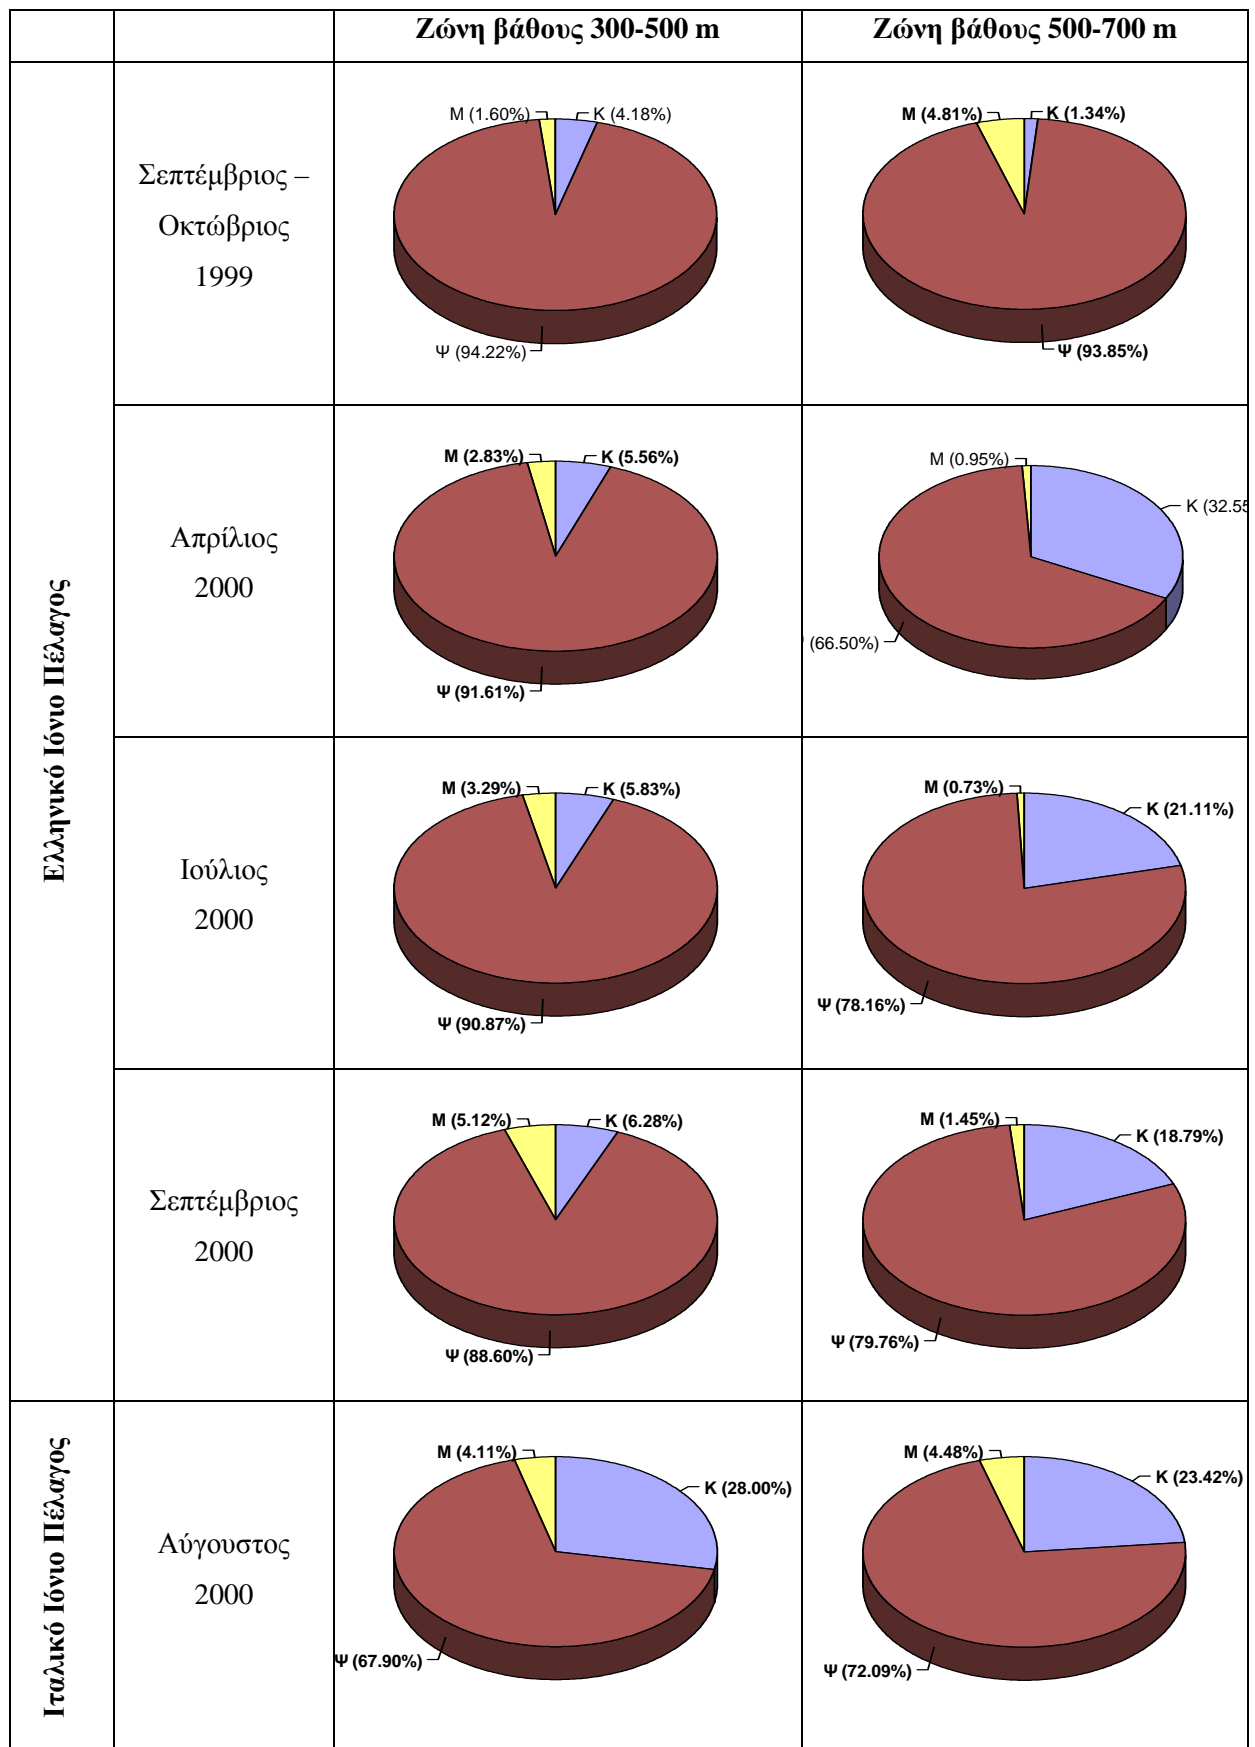 Ζώνη βάθους 300-500 m
Ζώνη βάθους 500-700 m
Ελληνικό Ιόνιο Πέλαγος
Σεπτέμβριος –
Οκτώβριος
1999
Μ (1.60%)
Κ (4.18%)
Ψ (94.22%)
Μ (4.81%)
Κ (1.34%)
Ψ (93.85%)
Απρίλιος
2000
Μ (2.83%)
Κ (5.56%)
Ψ (91.61%)
Μ (0.95%)
Κ (32.55
(66.50%)
Ιούλιος
2000
Μ (3.29%)
Κ (5.83%)
Ψ (90.87%)
Μ (0.73%)
Κ (21.11%)
Ψ (78.16%)
Σεπτέμβριος
2000
Μ (5.12%)
Κ (6.28%)
Ψ (88.60%)
Μ (1.45%)
Κ (18.79%)
Ψ (79.76%)
Ιταλικό Ιόνιο Πέλαγος
Αύγουστος
2000
Μ (4.11%)
Κ (28.00%)
Ψ (67.90%)
Μ (4.48%)
Κ (23.42%)
Ψ (72.09%)